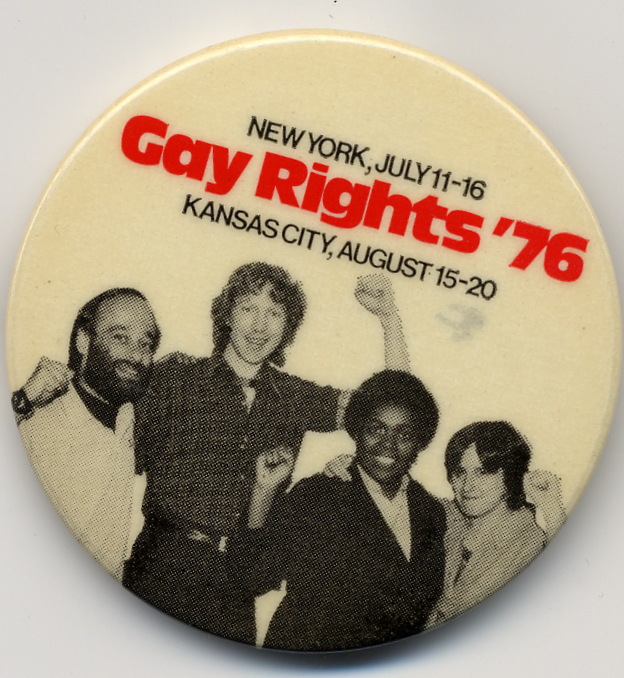 NEW YORK, JULY 11-16
Gay Rights '76
KANSAS CITY, AUGUST 15-20